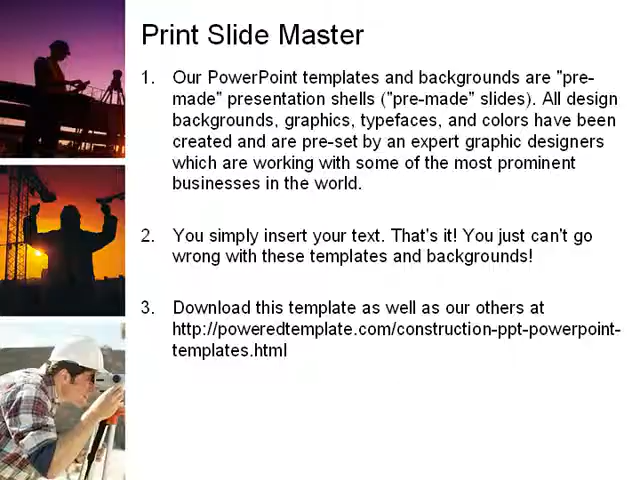 Print Slide Master
1. Our PowerPoint templates and backgrounds are "pre-
made" presentation shells ("pre-made" slides). All design
backgrounds, graphics, typefaces, and colors have been
created and are pre-set by an expert graphic designers
which are working with some of the most prominent
businesses in the world.
2. You simply insert your text. That's it! You just can't go
wrong with these templates and backgrounds!
3. Download this template as well as our others at
http://poweredtemplate.com/construction-ppt-powerpoint-
templates.html